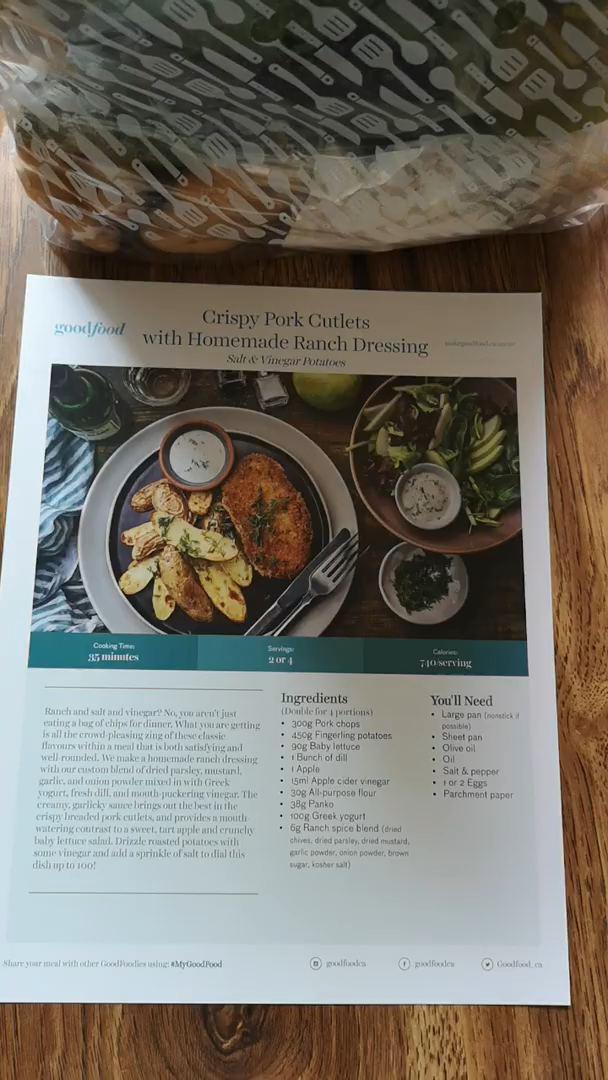 goodfood
Crispy Pork Cutlets
with Homemade Ranch Dressing
Salt & Vinegar Potatoes
Cooking Time:
35 minutes
Servings:
2 or 4
Calories:
740/serving
Ranch and salt and vinegar? No, you aren't just
eating a bag of chips for dinner. What you are getting
is all the crowd-pleasing zing of these classic
flavours within a meal that is both satisfying and
well-rounded. We make a homemade ranch dressing
with our custom blend of dried parsley, mustard,
garlic, and onion powder mixed in with Greek
yogurt, fresh dill, and mouth-puckering vinegar. The
creamy, garlicky sauce brings out the best in the
crispy breaded pork cutlets, and provides a mouth-
watering contrast to a sweet, tart apple and crunchy
baby lettuce salad. Drizzle roasted potatoes with
some vinegar and add a sprinkle of salt to dial this
dish up to 100!
Ingredients
(Double for 4 portions)
• 300g Pork chops
• 450g Fingerling potatoes
• 90g Baby lettuce
• 1 Bunch of dill
• 1 Apple
• 15ml Apple cider vinegar
• 30g All-purpose flour
• 38g Panko
• 100g Greek yogurt
• 6g Ranch spice blend (dried
chives, dried parsley, dried mustard,
garlic powder, onion powder, brown
sugar, kosher salt)
You'll Need
• Large pan (nonstick if
possible)
• Sheet pan
• Olive oil
• Oil
• Salt & pepper
• 1 or 2 Eggs
• Parchment paper
Share your meal with other GoodFoodies using: #MyGoodFood
goodfoodca
goodfoodca
Goodfood_ca